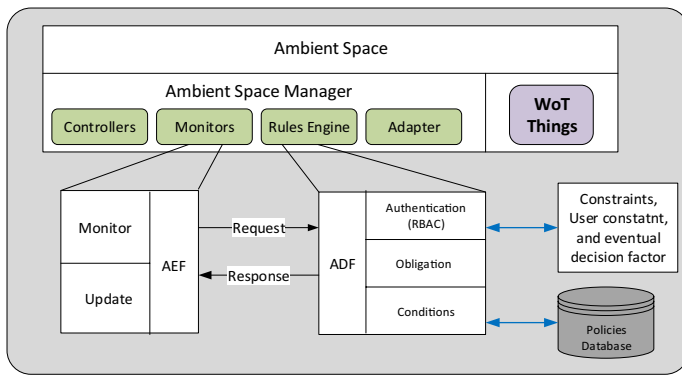 Ambient Space
Ambient Space Manager
Controllers
Monitors
Rules Engine
Adapter
WoT
Things
Monitor
Update
AEF
Request
Response
ADF
Authentication
(RBAC)
Obligation
Conditions
Constraints,
User constatnt,
and eventual
decision factor
Policies
Database